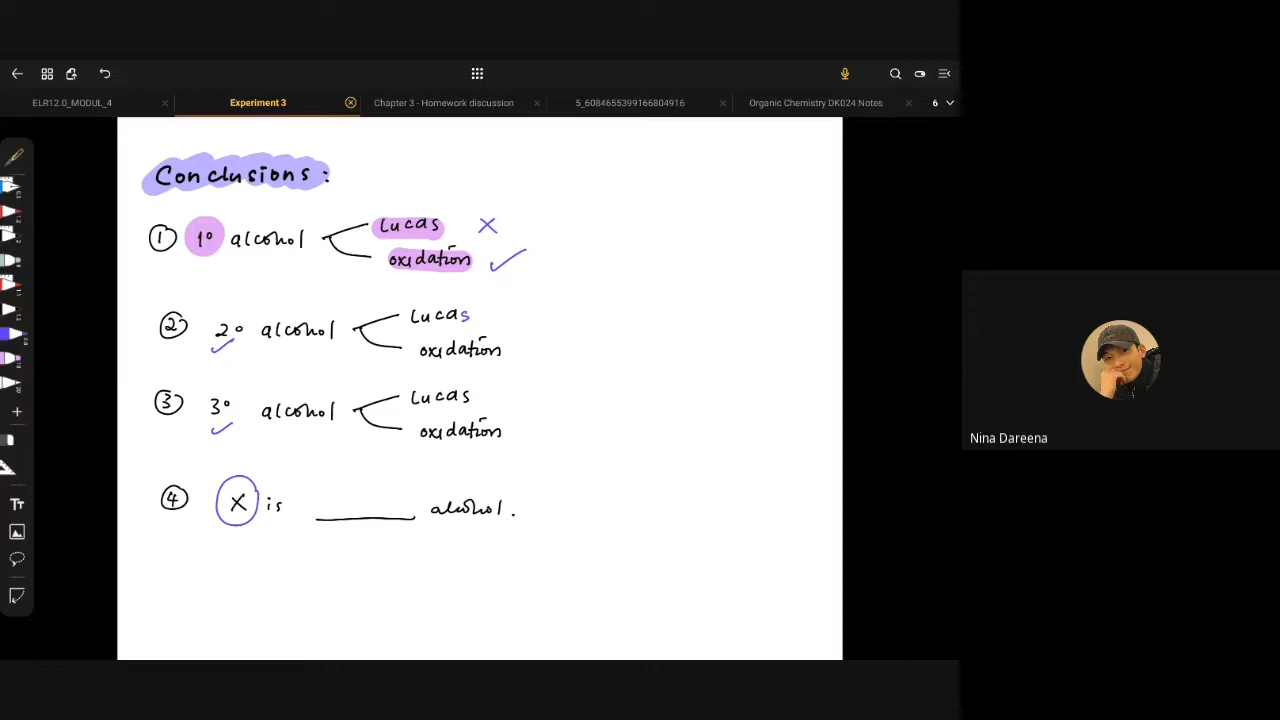 ELR12.0_MODUL_4
Experiment 3
Chapter 3 - Homework discussion
5_6084655399166804916
Organic Chemistry DK024 Notes
6
Conclusions:
① 1° alcohol lucas X
oxidation ✓
② 2° alcohol lucas
oxidation
③ 3° alcohol lucas
oxidation
④ X is ______ alcohol.
Tt
Nina Dareena